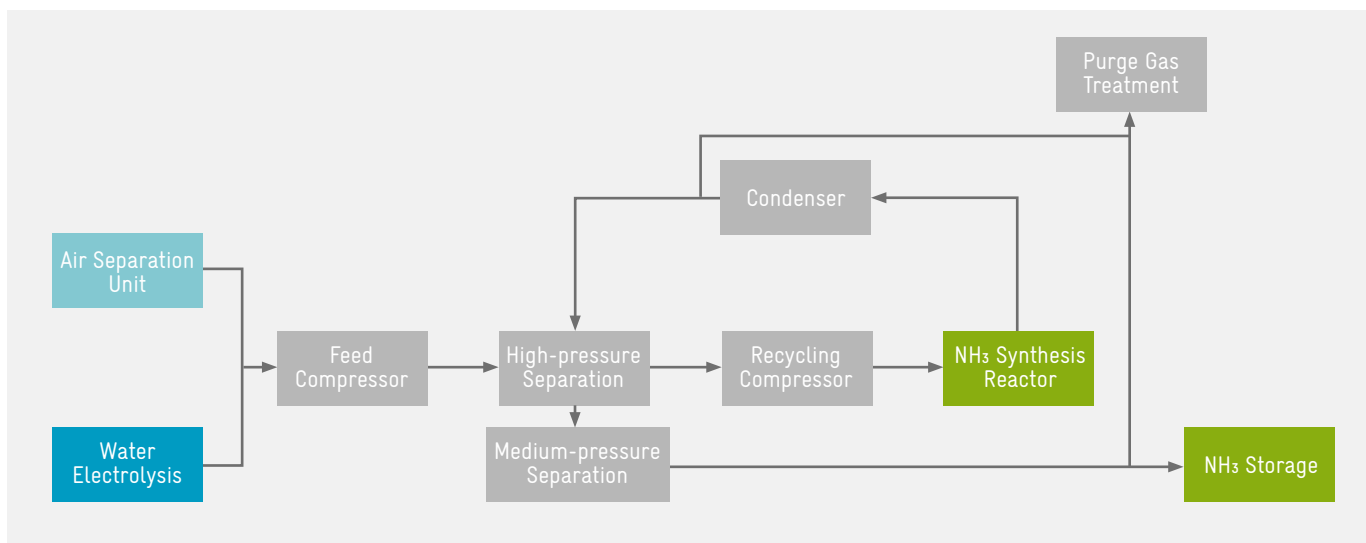 Purge Gas
Treatment
Condenser
Air Separation
Unit
Feed
Compressor
High-pressure
Separation
Recycling
Compressor
NH₃ Synthesis
Reactor
Water
Electrolysis
Medium-pressure
Separation
NH₃ Storage